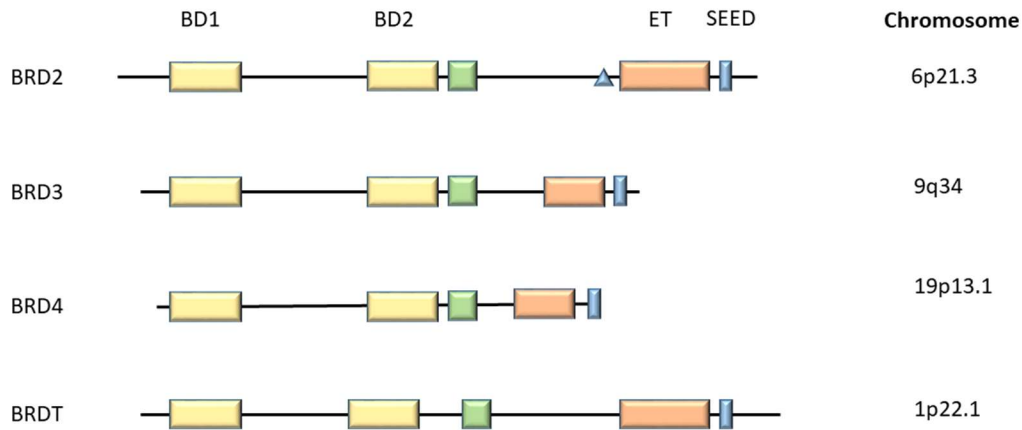 BD1 BD2 ET SEED Chromosome
BRD2 6p21.3
BRD3 9q34
BRD4 19p13.1
BRDT 1p22.1